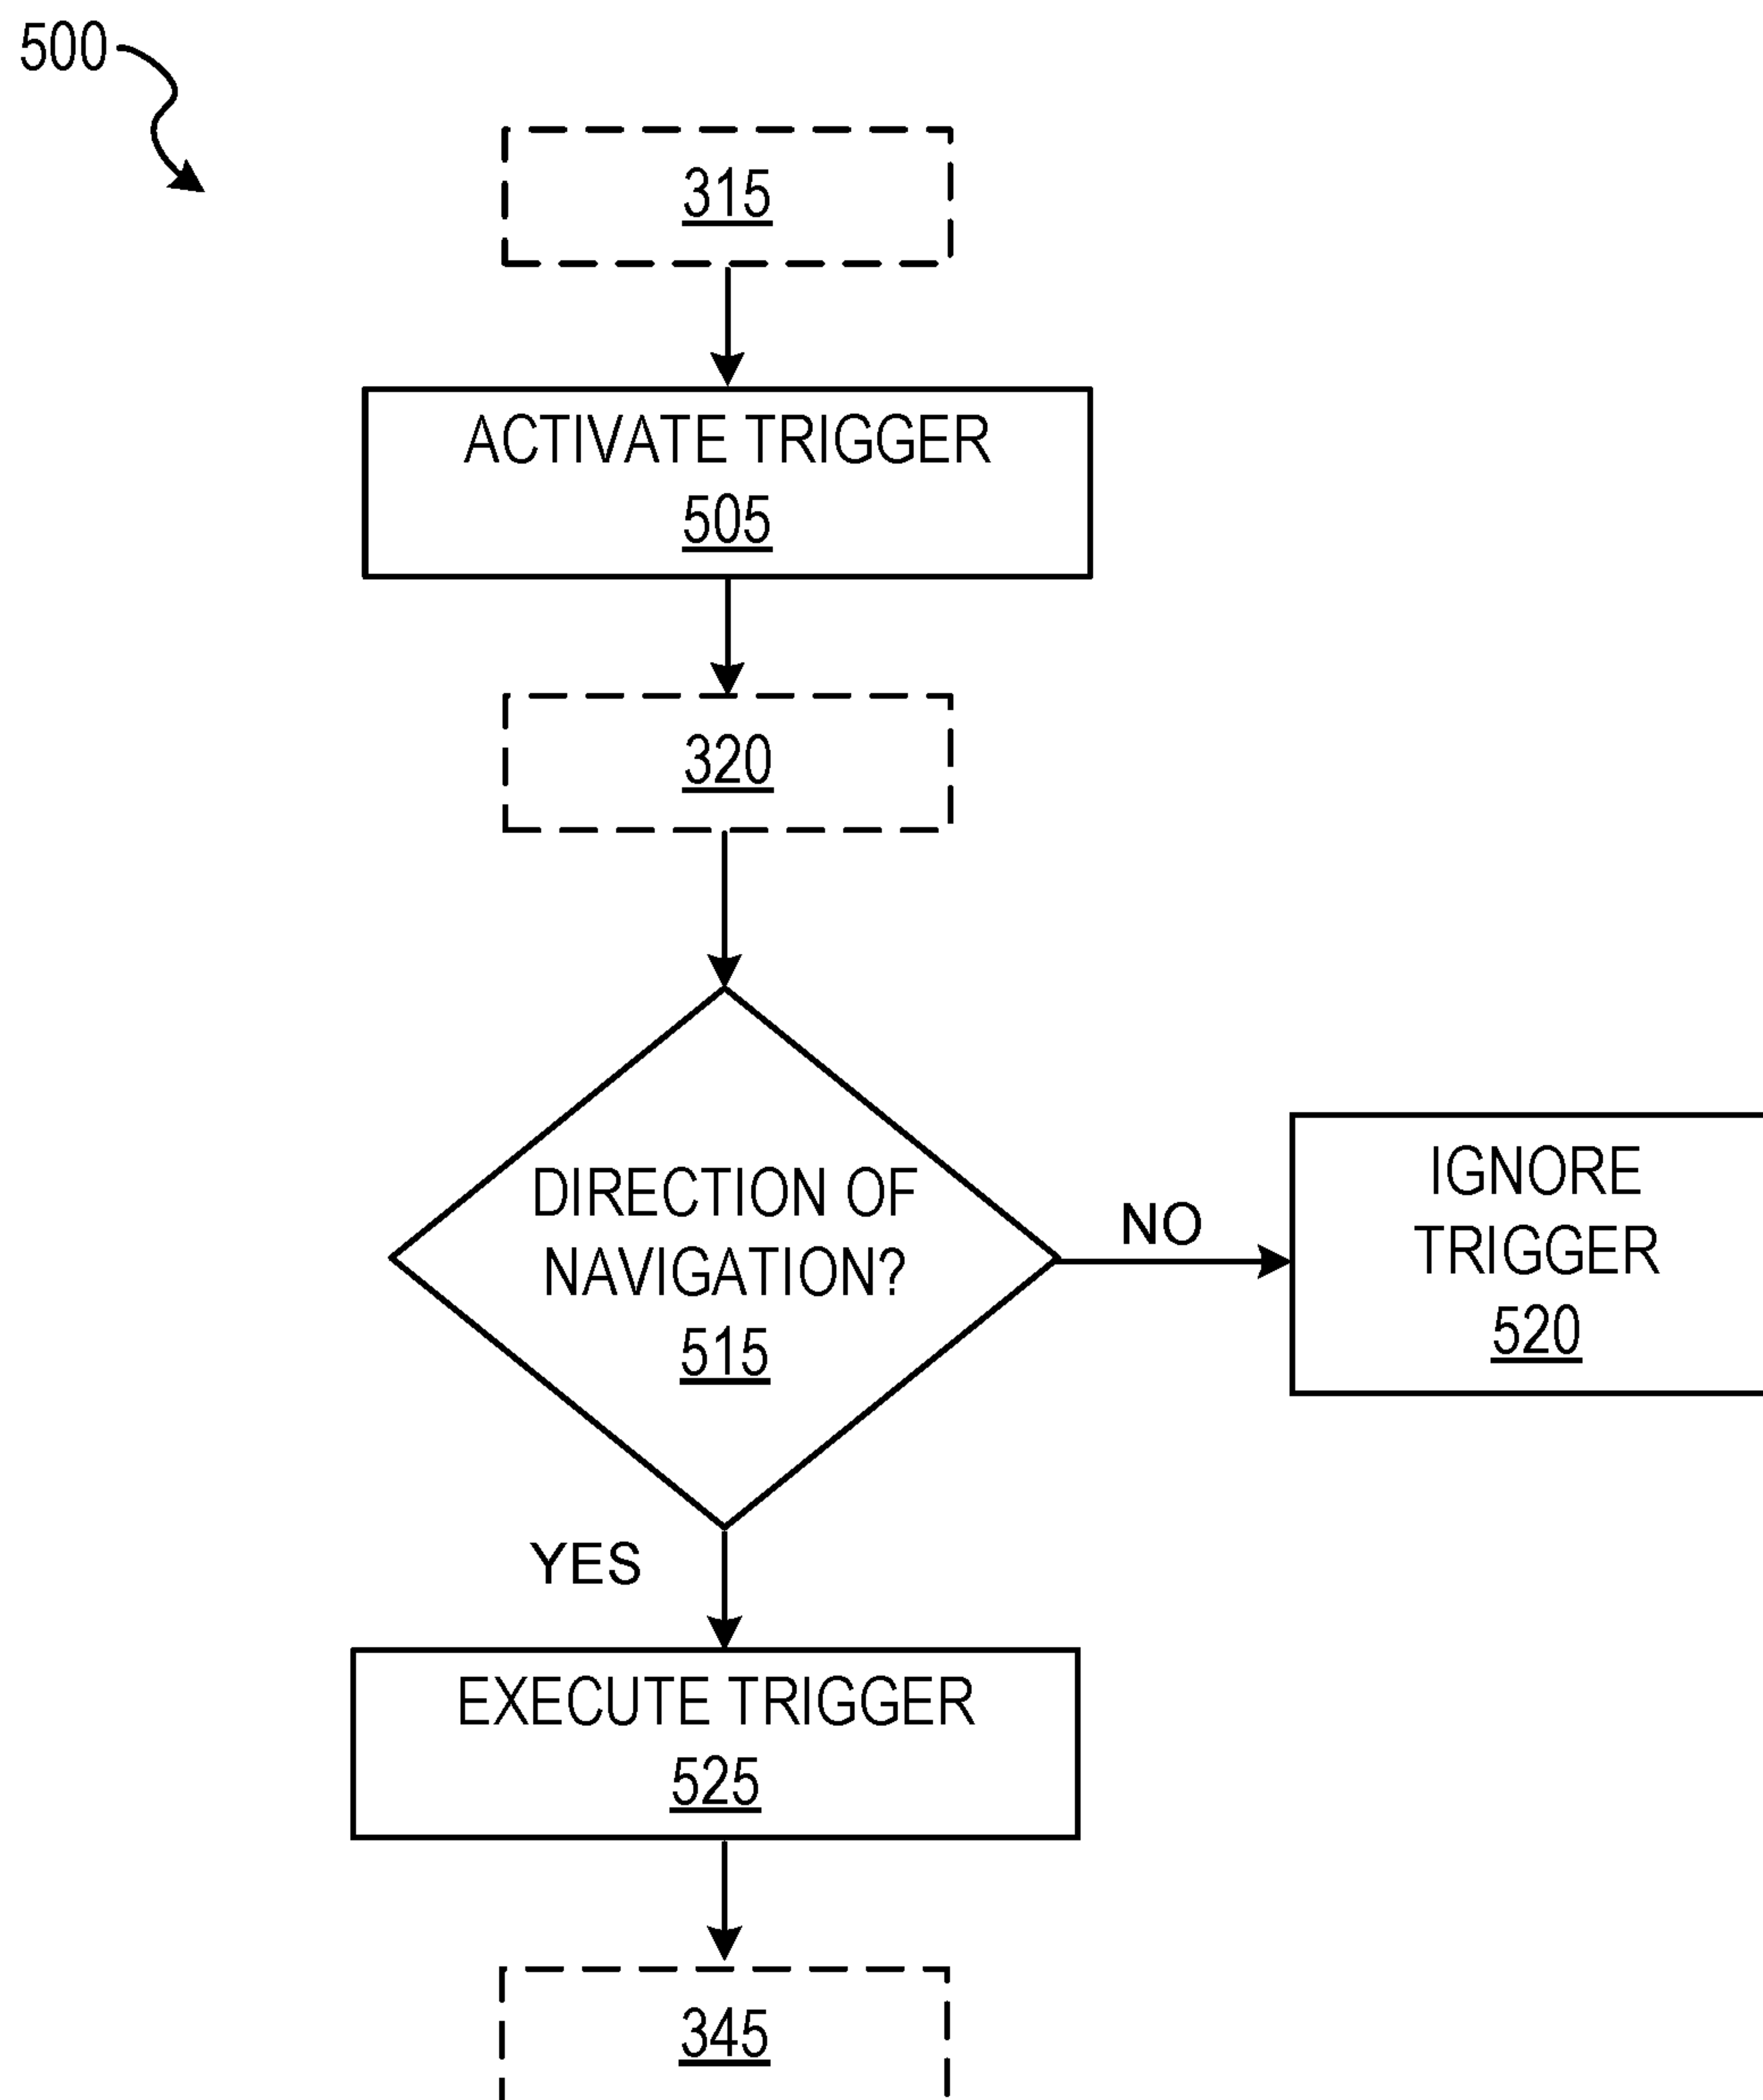 500
315
ACTIVATE TRIGGER
505
320
DIRECTION OF
NAVIGATION?
515
NO
IGNORE
TRIGGER
520
YES
EXECUTE TRIGGER
525
345